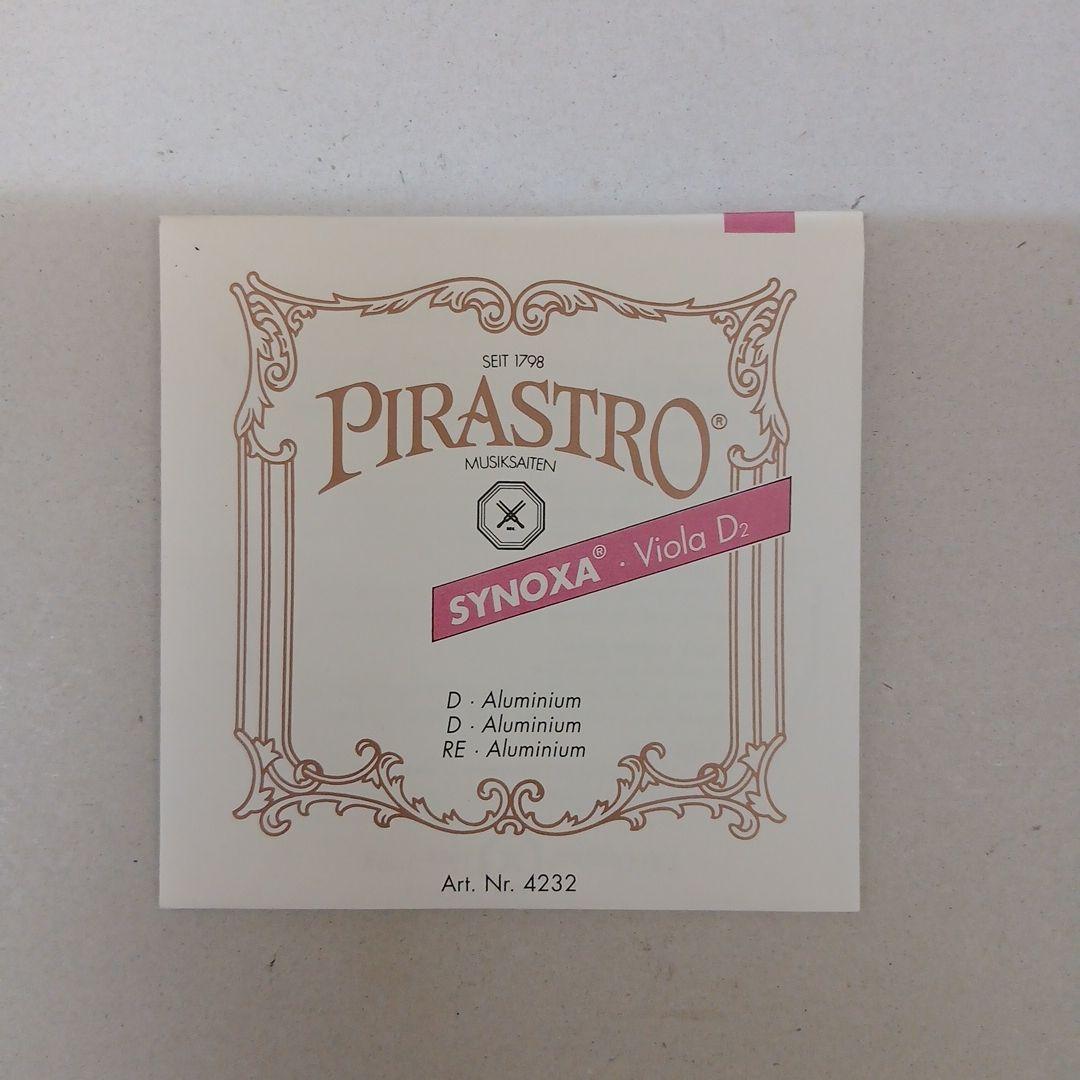 SEIT 1798
PIRASTRO®
MUSIKSAITEN
SYNOXA® · Viola D2
D · Aluminium
D · Aluminium
RE · Aluminium
Art. Nr. 4232